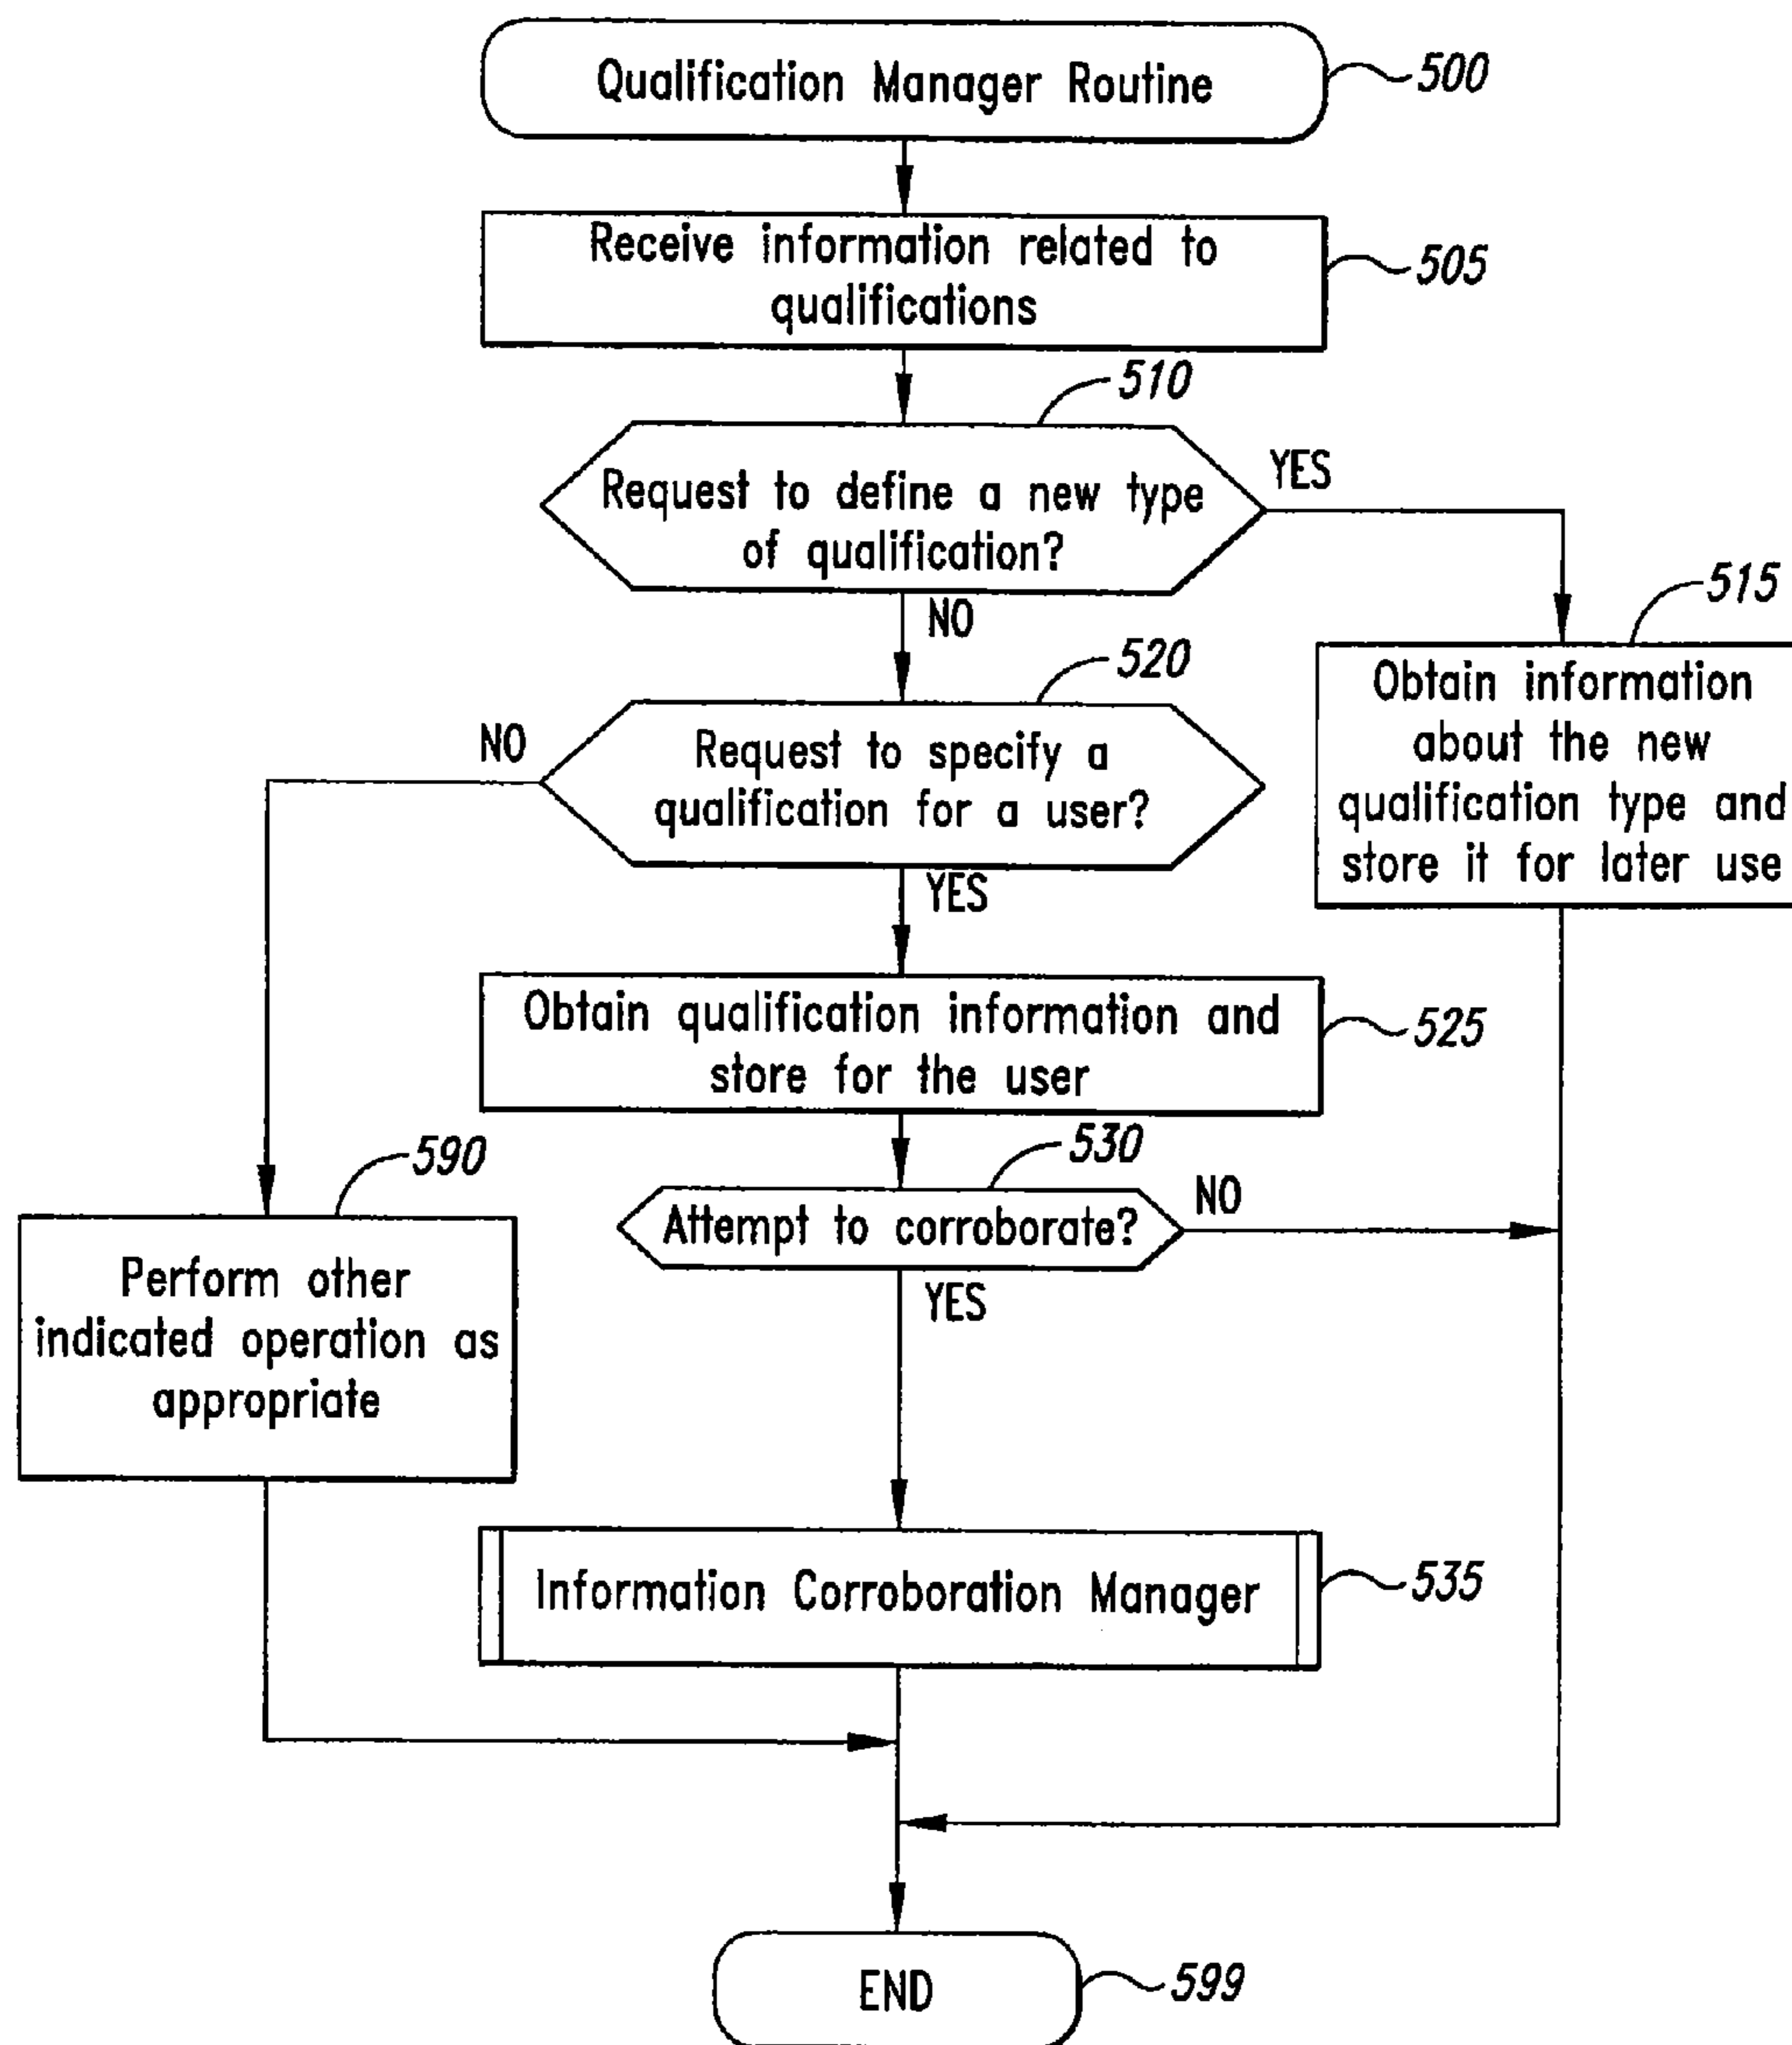 Qualification Manager Routine
500
Receive information related to
qualifications
505
510
Request to define a new type
of qualification?
YES
NO
515
Obtain information
about the new
qualification type and
store it for later use
520
Request to specify a
qualification for a user?
NO
YES
Obtain qualification information and
store for the user
525
530
Attempt to corroborate?
NO
YES
590
Perform other
indicated operation as
appropriate
Information Corroboration Manager
535
END
599